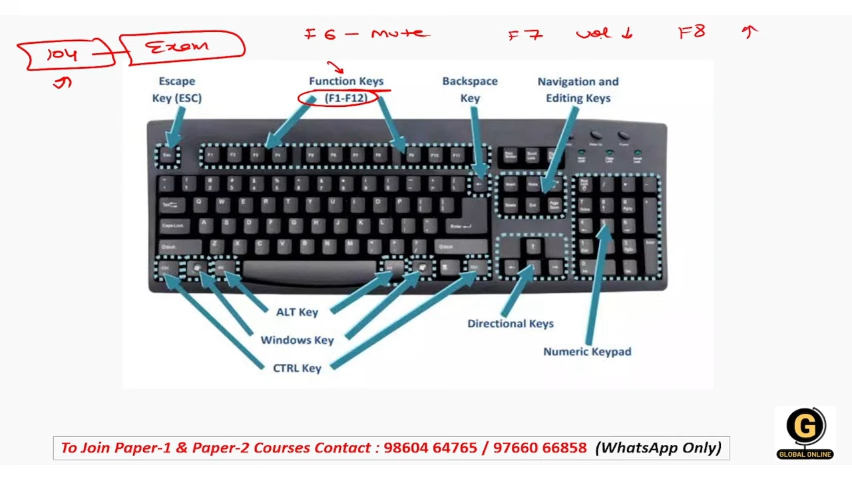 F6 - mute F7 vol ↓ F8 ↑
Joy Exam
Escape
Key (ESC)
Function Keys
(F1-F12)
Backspace
Key
Navigation and
Editing Keys
ALT Key
Windows Key
CTRL Key
Directional Keys
Numeric Keypad
To Join Paper-1 & Paper-2 Courses Contact : 98604 64765 / 97660 66858 (WhatsApp Only)
G
GLOBAL ONLINE